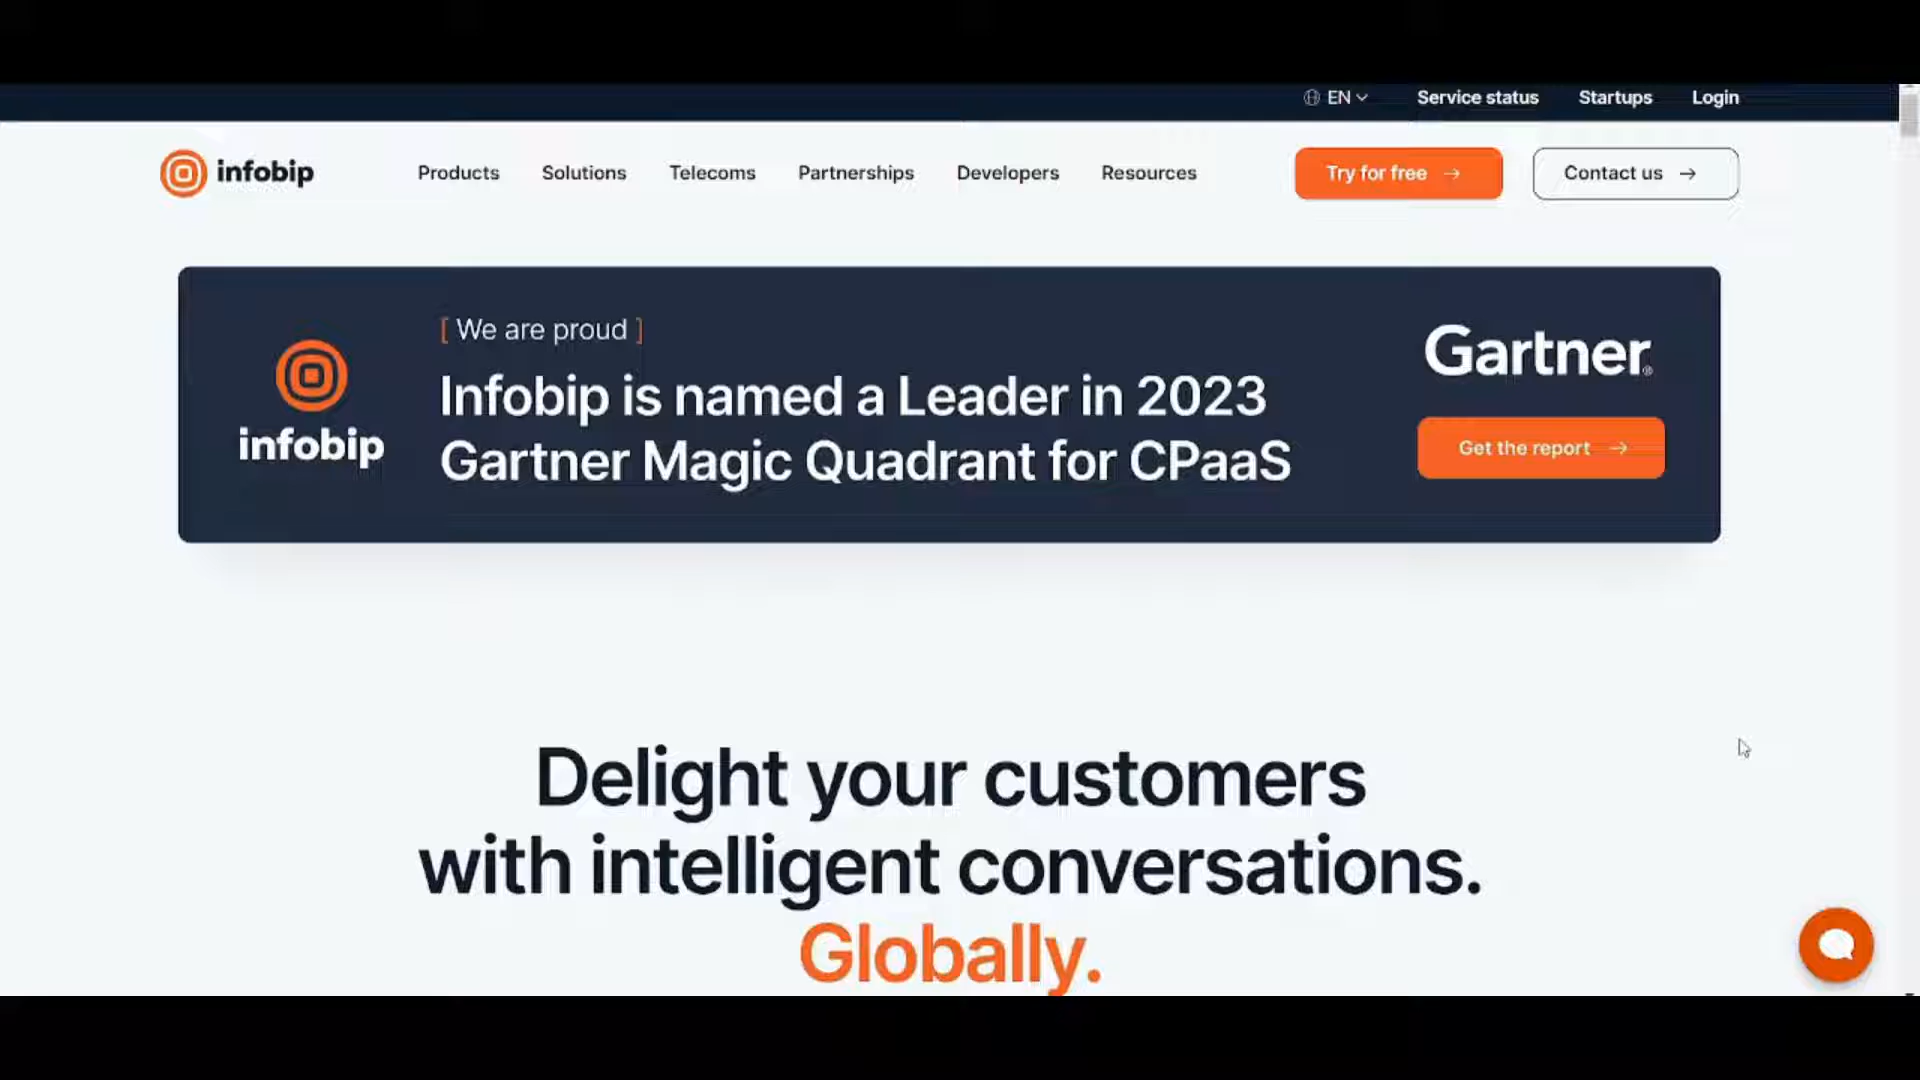 EN
Service status
Startups
Login
infobip
Products
Solutions
Telecoms
Partnerships
Developers
Resources
Try for free →
Contact us →
infobip
[ We are proud ]
Infobip is named a Leader in 2023
Gartner Magic Quadrant for CPaaS
Gartner®
Get the report →
Delight your customers
with intelligent conversations.
Globally.